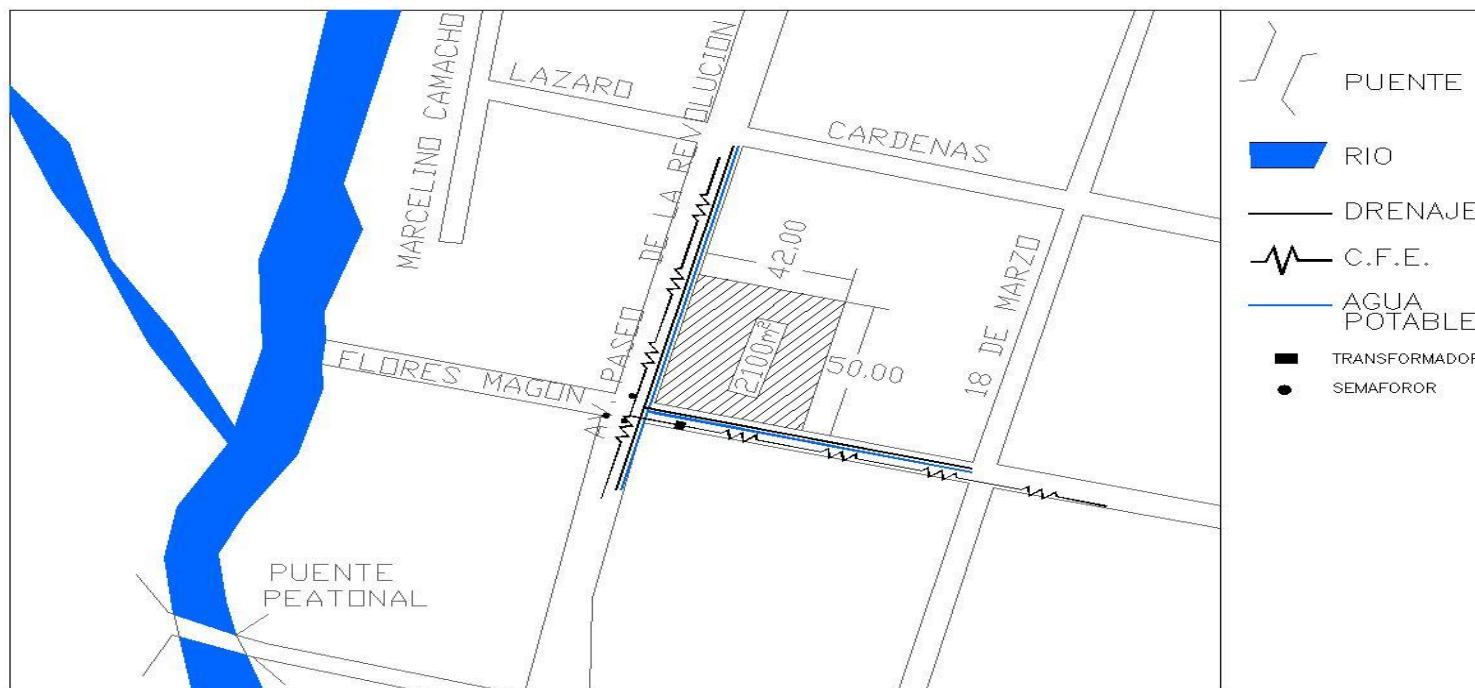 MARCELINO CAMACHO
LAZARO
CARDENAS
AV. PASEO DE LA REVOLUCION
42.00
2100m²
50.00
18 DE MARZO
FLORES MAGON
PUENTE
PEATONAL
PUENTE
RIO
DRENAJE
C.F.E.
AGUA
POTABLE
TRANSFORMADOR
SEMAFOROR